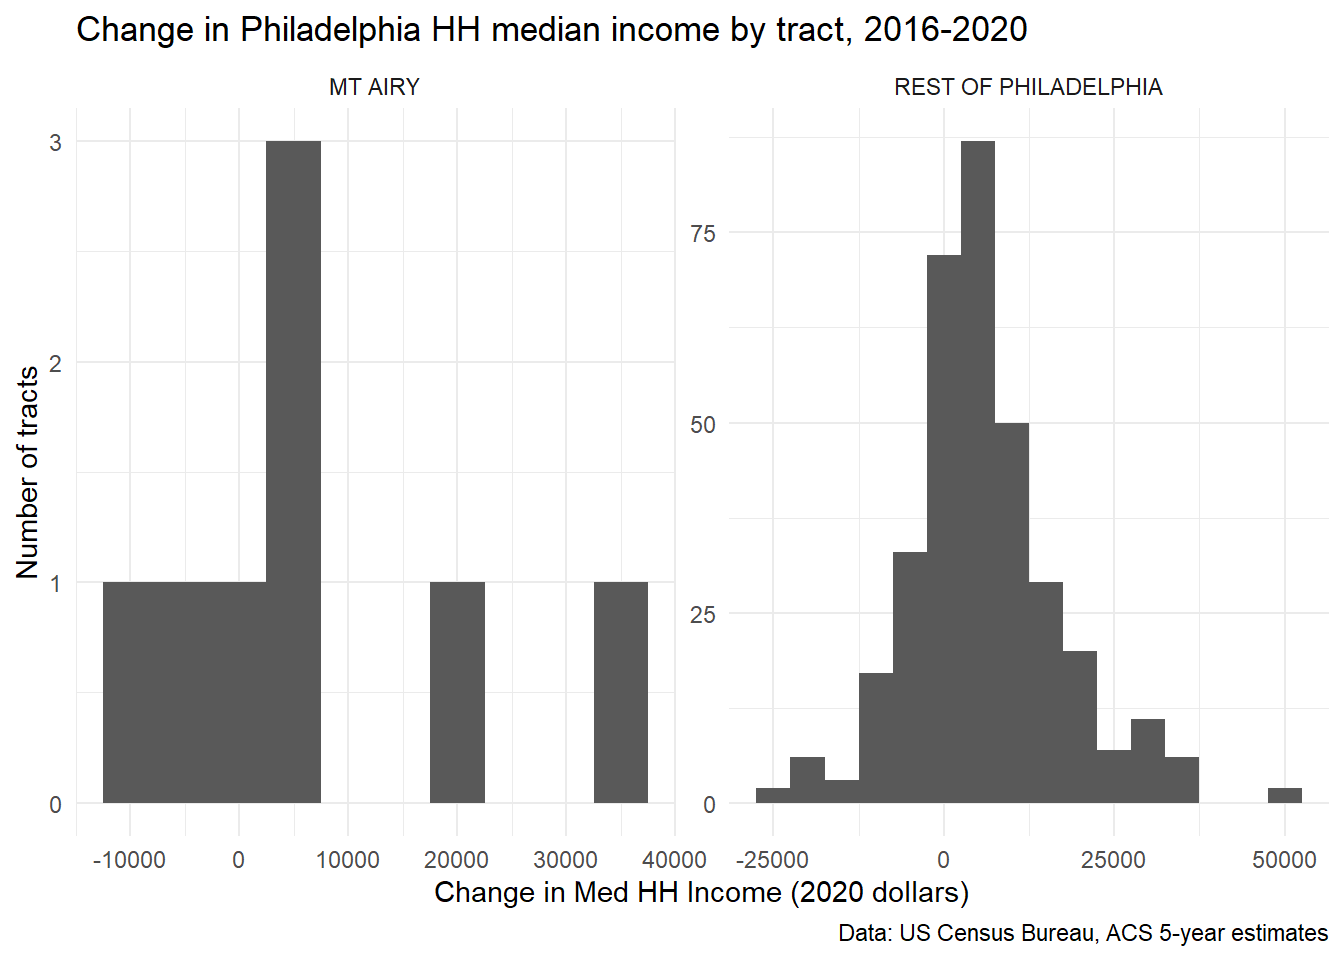 Change in Philadelphia HH median income by tract, 2016-2020
MT AIRY
REST OF PHILADELPHIA
Number of tracts
3
2
1
0
75
50
25
0
-10000 0 10000 20000 30000 40000
-25000 0 25000 50000
Change in Med HH Income (2020 dollars)
Data: US Census Bureau, ACS 5-year estimates